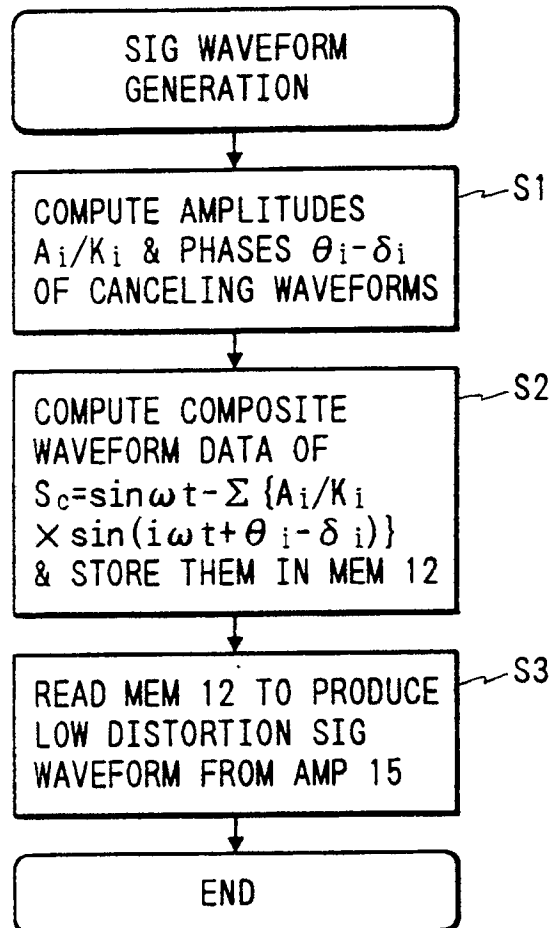 SIG WAVEFORM
GENERATION
S1
COMPUTE AMPLITUDES
Ai/Ki & PHASES θi-δi
OF CANCELING WAVEFORMS
S2
COMPUTE COMPOSITE
WAVEFORM DATA OF
Sc=sinωt-Σ{Ai/Ki
×sin(iωt+θi-δi)}
& STORE THEM IN MEM 12
S3
READ MEM 12 TO PRODUCE
LOW DISTORTION SIG
WAVEFORM FROM AMP 15
END